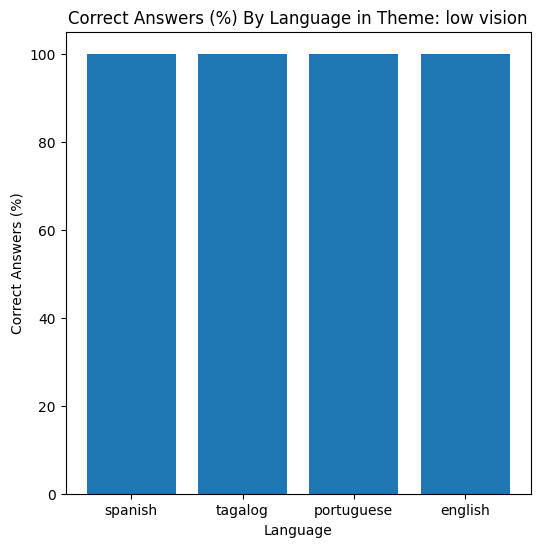 Correct Answers (%) By Language in Theme: low vision
Correct Answers (%)
100
80
60
40
20
0
spanish tagalog portuguese english
Language